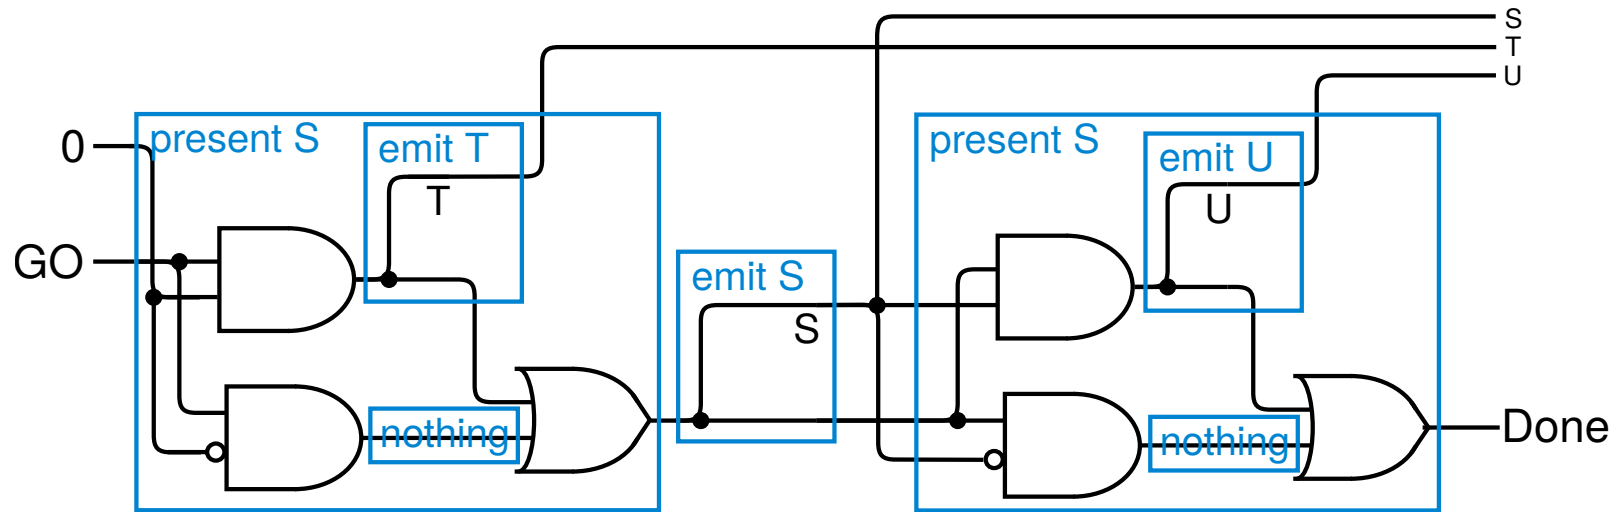 S
T
U
0
present S
emit T
T
GO
nothing
emit S
S
present S
emit U
U
nothing
Done